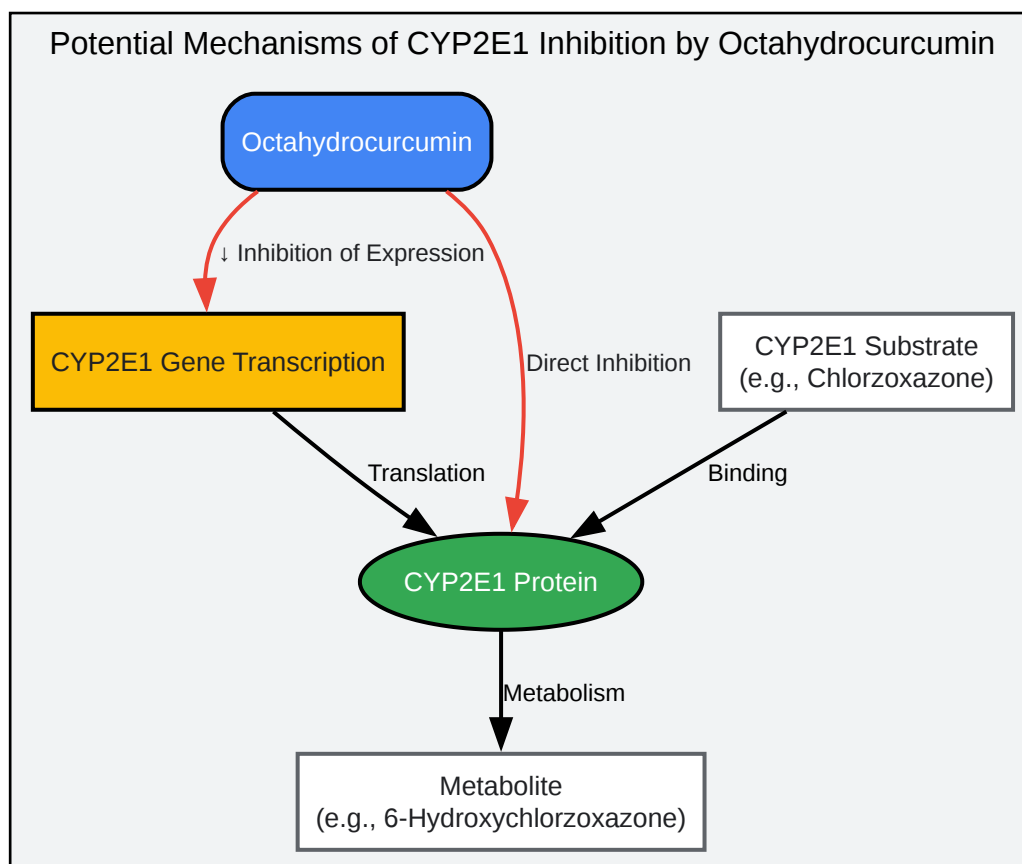 Potential Mechanisms of CYP2E1 Inhibition by Octahydrocurcumin
Octahydrocurcumin
↓ Inhibition of Expression
CYP2E1 Gene Transcription
Direct Inhibition
CYP2E1 Substrate
(e.g., Chlorzoxazone)
Translation
Binding
CYP2E1 Protein
Metabolism
Metabolite
(e.g., 6-Hydroxychlorzoxazone)